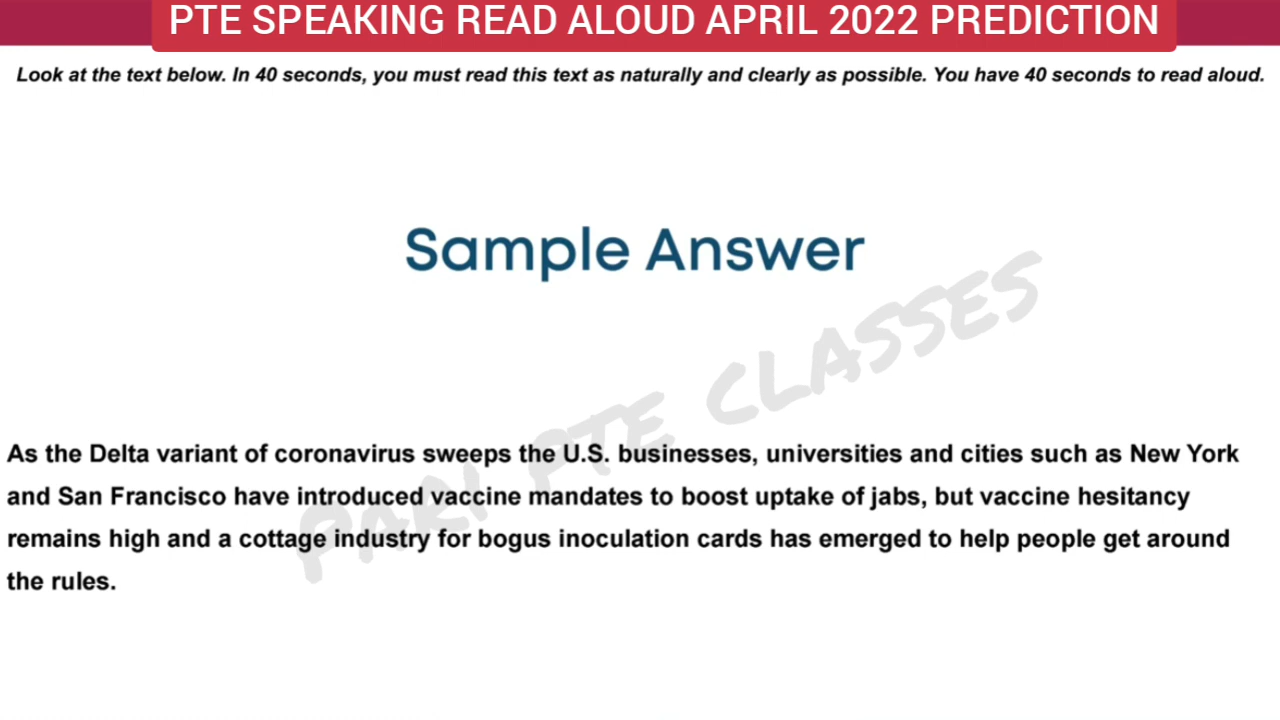 PTE SPEAKING READ ALOUD APRIL 2022 PREDICTION
Look at the text below. In 40 seconds, you must read this text as naturally and clearly as possible. You have 40 seconds to read aloud.
Sample Answer
PARI PTE CLASSES
As the Delta variant of coronavirus sweeps the U.S. businesses, universities and cities such as New York
and San Francisco have introduced vaccine mandates to boost uptake of jabs, but vaccine hesitancy
remains high and a cottage industry for bogus inoculation cards has emerged to help people get around
the rules.